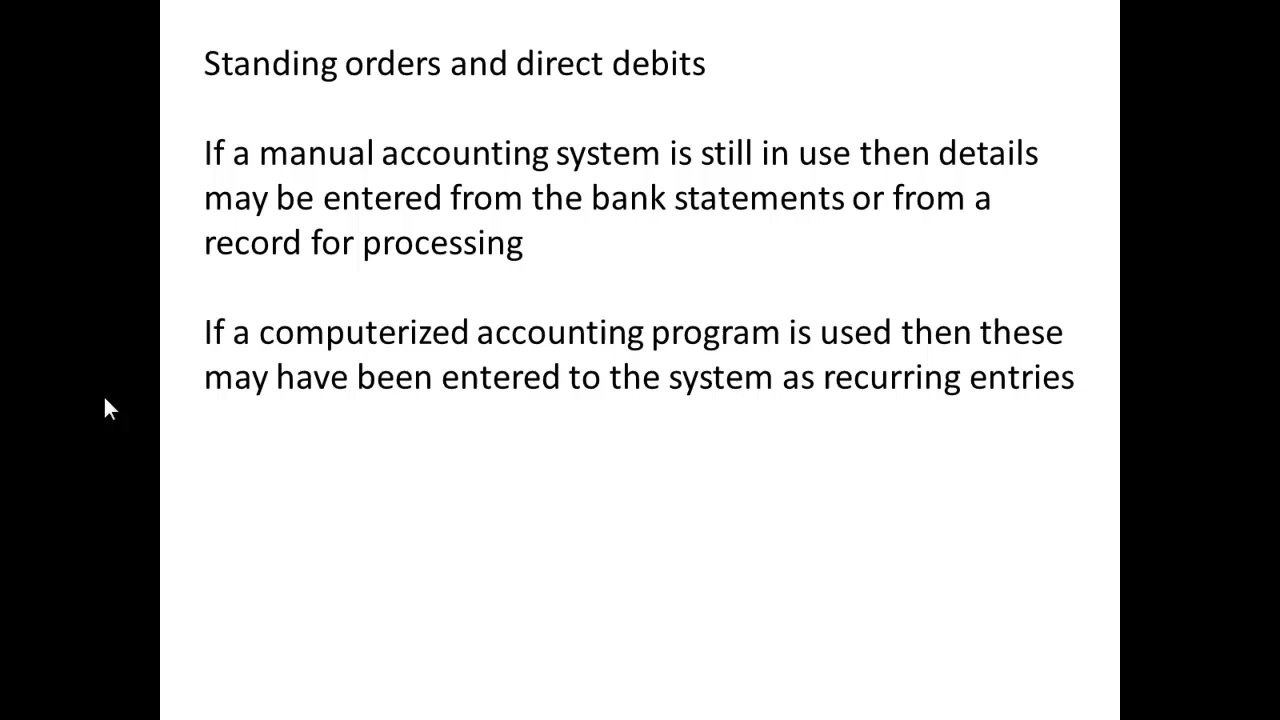 Standing orders and direct debits
If a manual accounting system is still in use then details
may be entered from the bank statements or from a
record for processing
If a computerized accounting program is used then these
may have been entered to the system as recurring entries